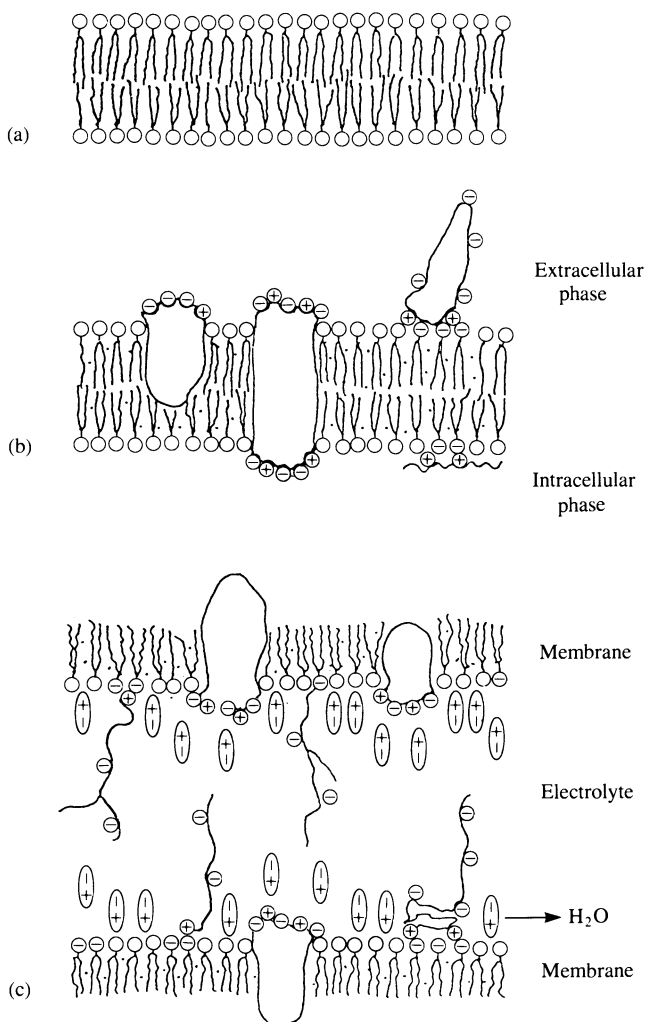 (a)
Extracellular
phase
(b)
Intracellular
phase
Membrane
Electrolyte
H₂O
Membrane
(c)